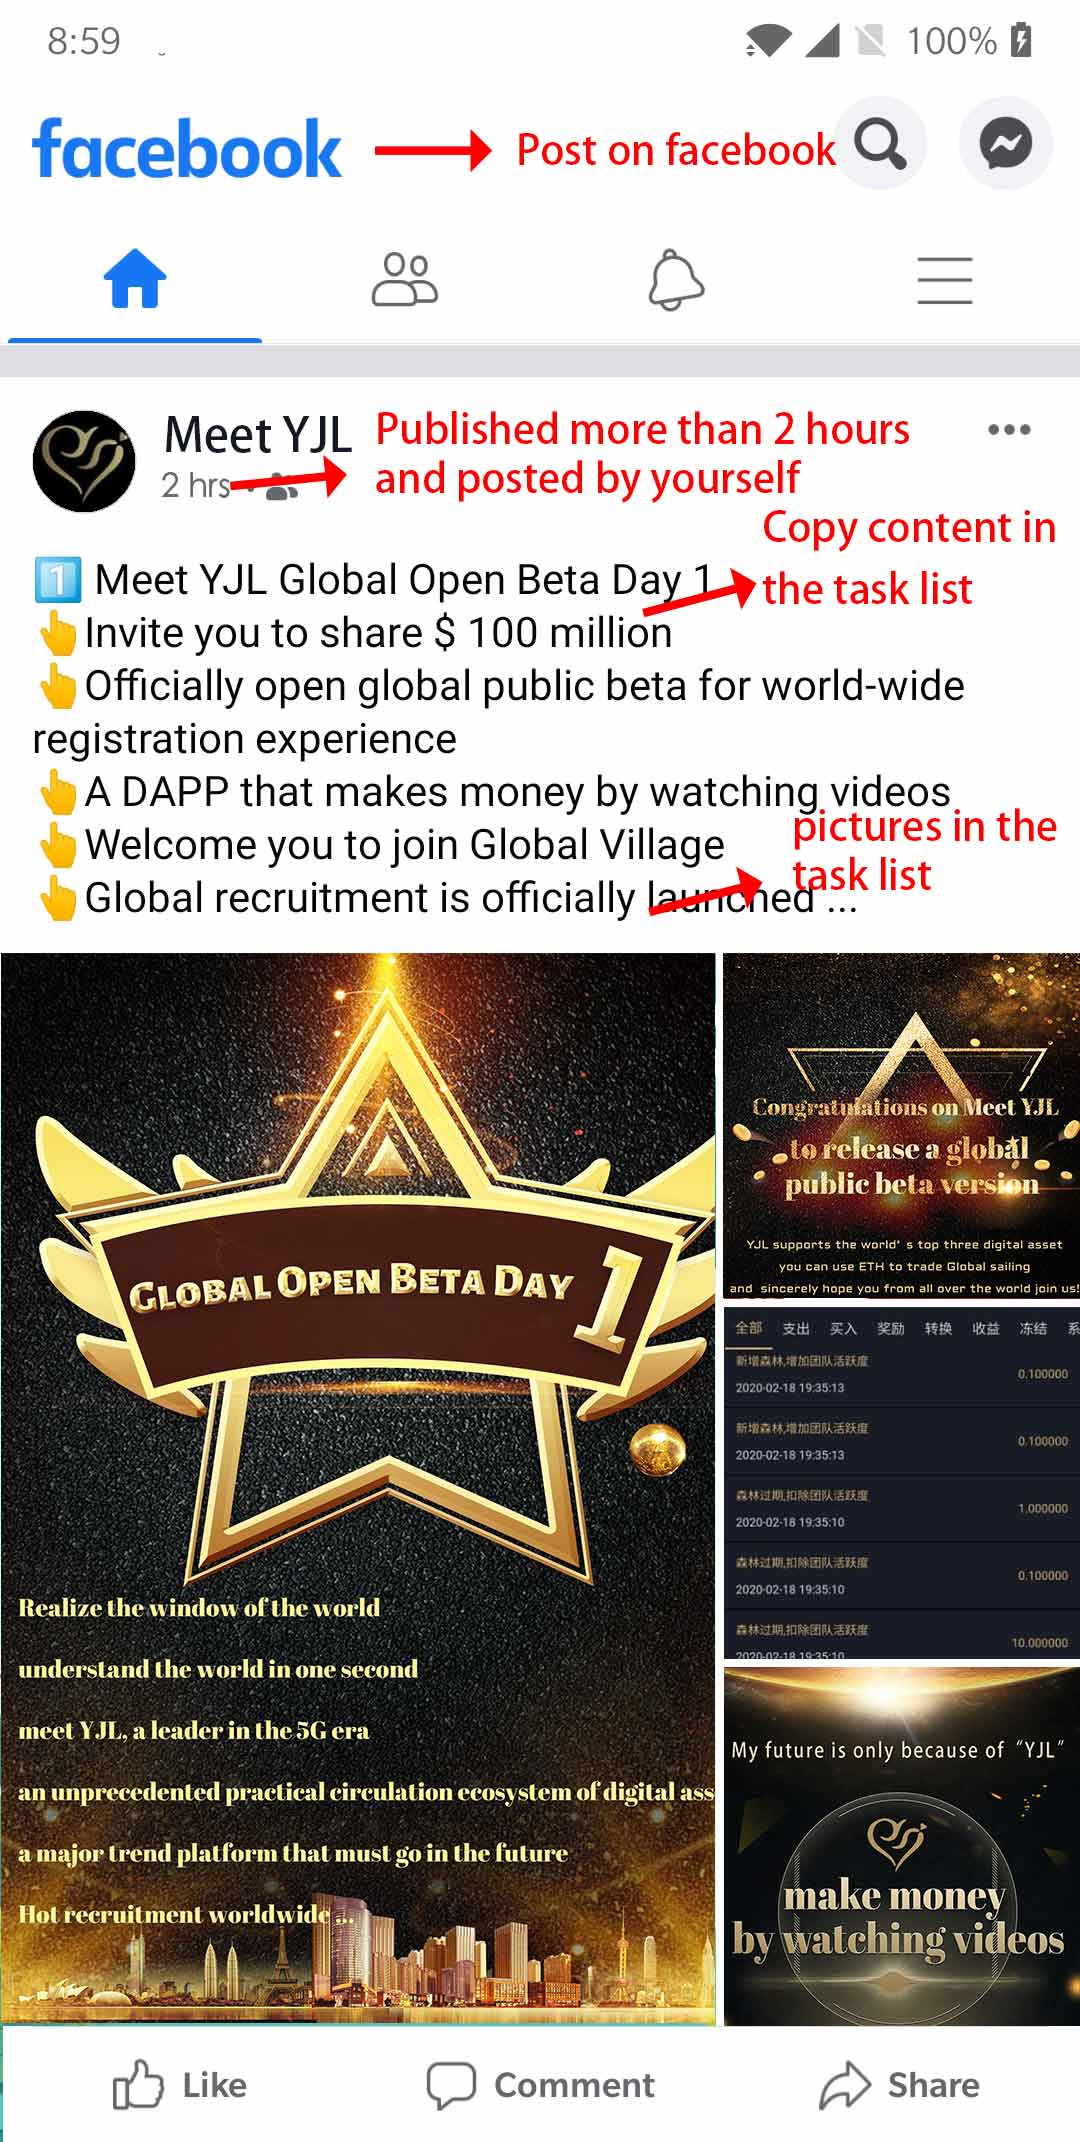 8:59
100%
facebook
Post on facebook
Meet YJL
2 hrs
Published more than 2 hours
and posted by yourself
Copy content in
the task list
1 Meet YJL Global Open Beta Day 1
👆Invite you to share $ 100 million
👆Officially open global public beta for world-wide
registration experience
👆A DAPP that makes money by watching videos
👆Welcome you to join Global Village
👆Global recruitment is officially launched ...
pictures in the
task list
GLOBAL OPEN BETA DAY 1
Realize the window of the world
understand the world in one second
meet YJL, a leader in the 5G era
an unprecedented practical circulation ecosystem of digital ass
a major trend platform that must go in the future
Hot recruitment worldwide ...
Congratulations on Meet YJL
to release a global
public beta version
YJL supports the world' s top three digital asset
you can use ETH to trade Global sailing
and sincerely hope you from all over the world join us!
全部 支出 买入 奖励 转换 收益 冻结 系
新增森林,增加团队活跃度
0.100000
2020-02-18 19:35:13
新增森林,增加团队活跃度
0.100000
2020-02-18 19:35:13
森林过期,扣除团队活跃度
1.000000
2020-02-18 19:35:10
森林过期,扣除团队活跃度
0.100000
2020-02-18 19:35:10
森林过期,扣除团队活跃度
10.000000
2020-02-18 19:35:10
My future is only because of “YJL”
make money
by watching videos
Like
Comment
Share